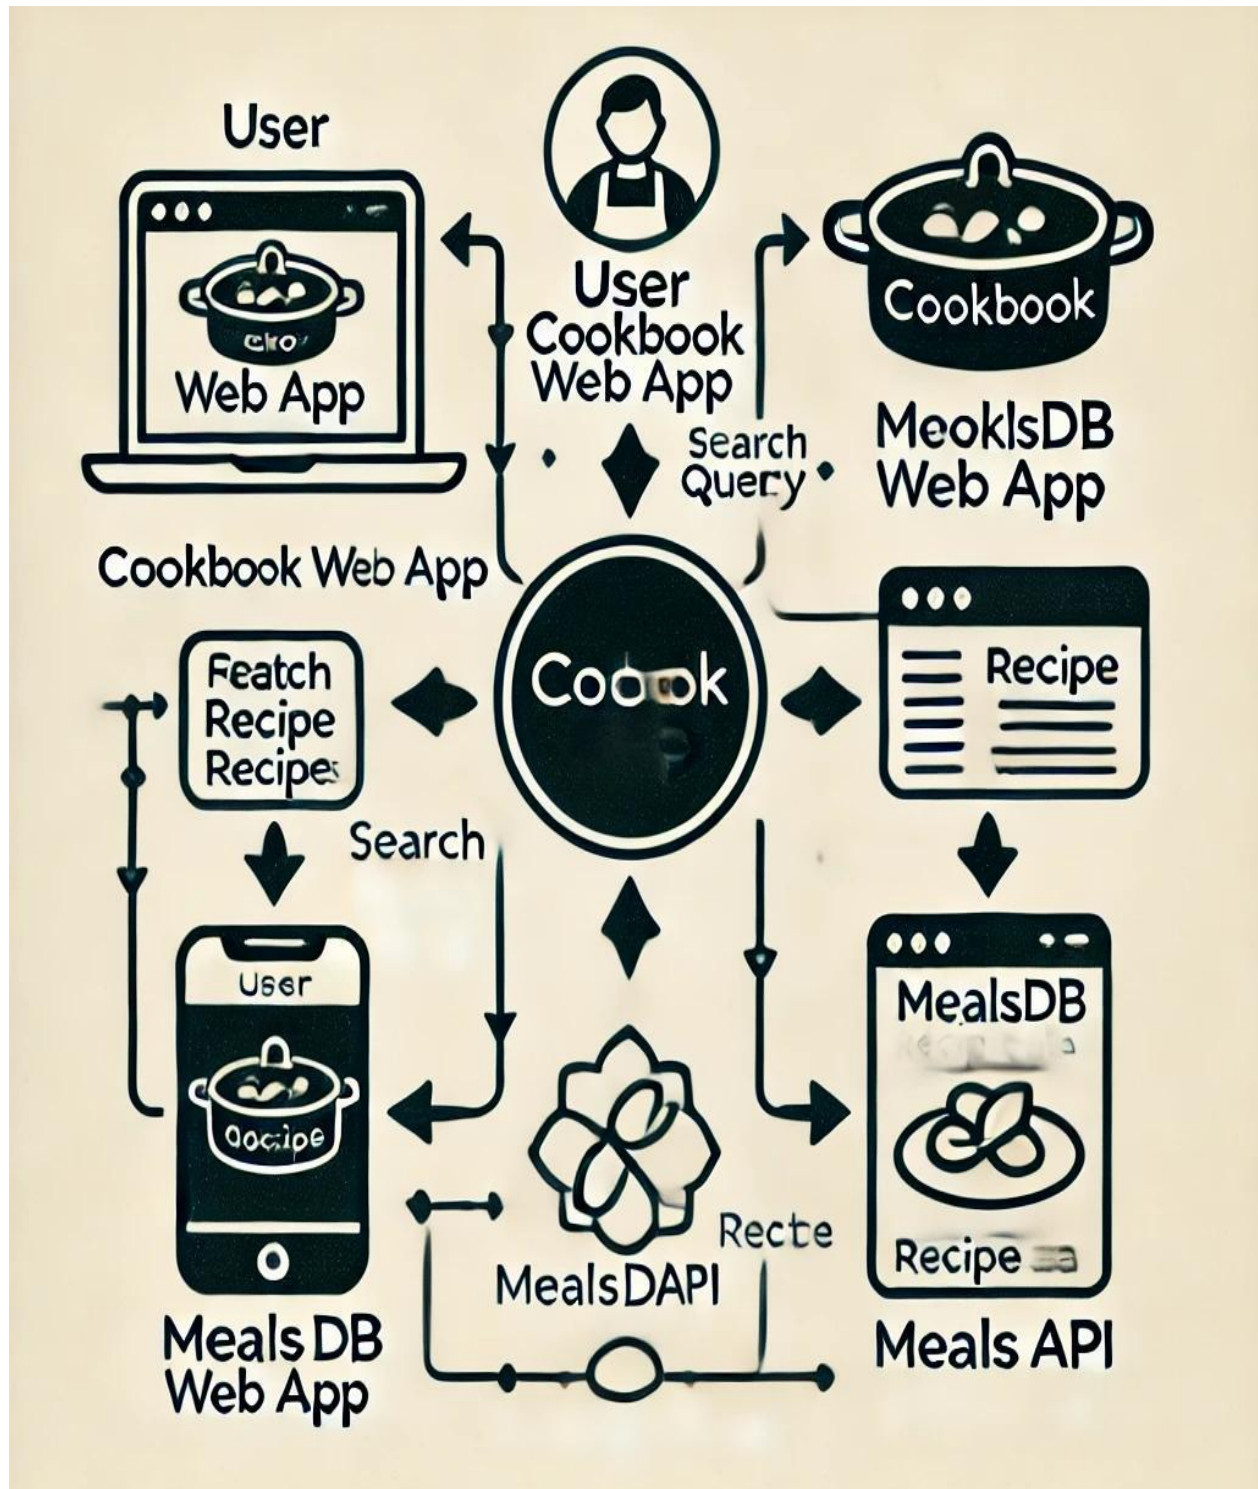 User
Web App
User
Cookbook
Web App
Cookbook
Search
Query
MeoklsDB
Web App
Cookbook Web App
Featch
Recipe
Recipes
Recipe
Search
User
MealsDB
Recipe
Recte
MealsDAPI
Meals DB
Web App
Meals API